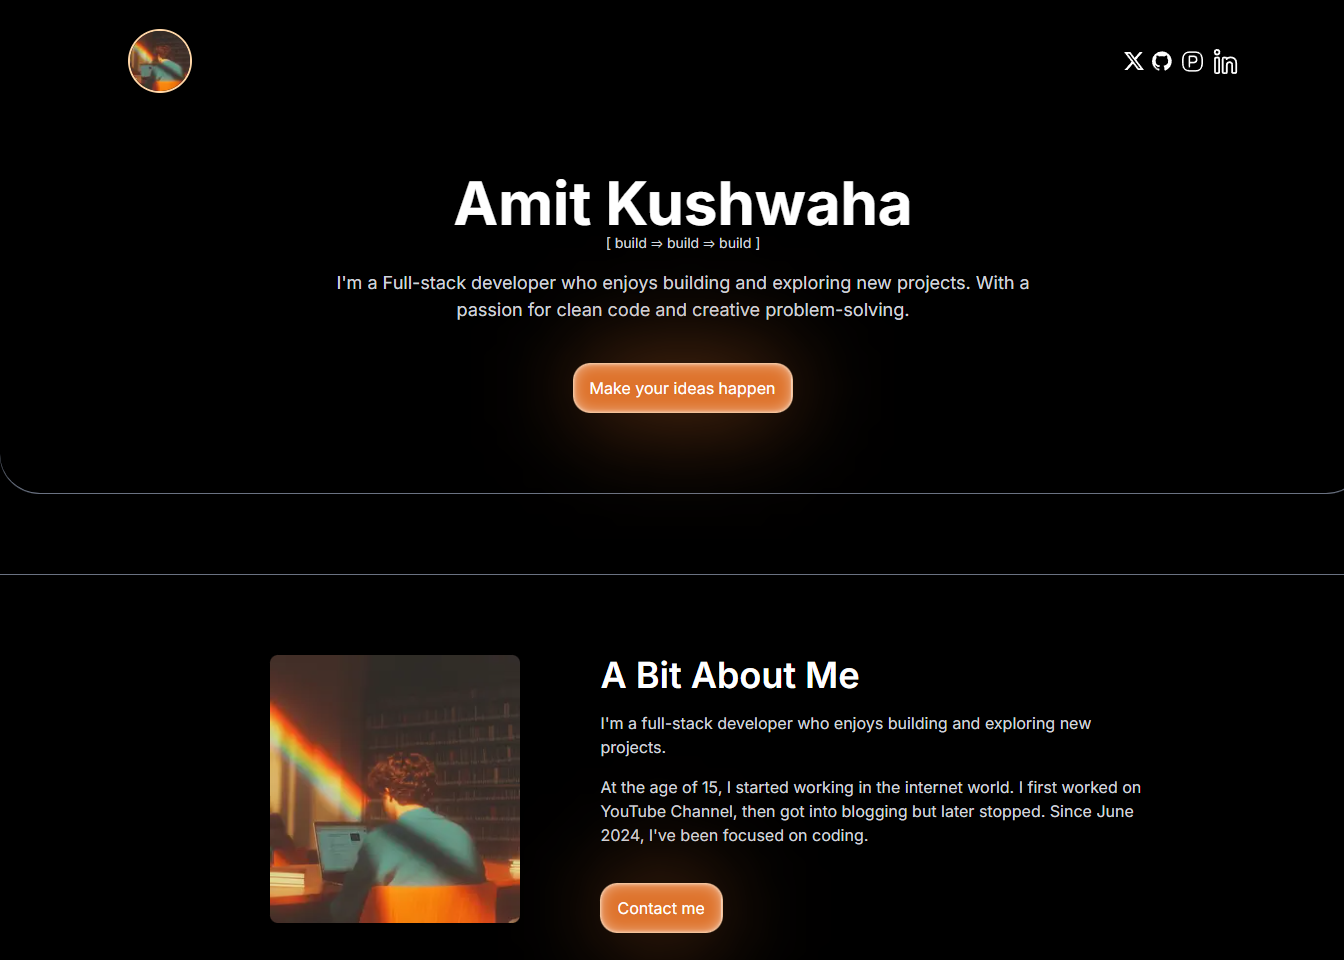 Amit Kushwaha
[ build ⇒ build ⇒ build ]
I'm a Full-stack developer who enjoys building and exploring new projects. With a
passion for clean code and creative problem-solving.
Make your ideas happen
A Bit About Me
I'm a full-stack developer who enjoys building and exploring new
projects.
At the age of 15, I started working in the internet world. I first worked on
YouTube Channel, then got into blogging but later stopped. Since June
2024, I've been focused on coding.
Contact me